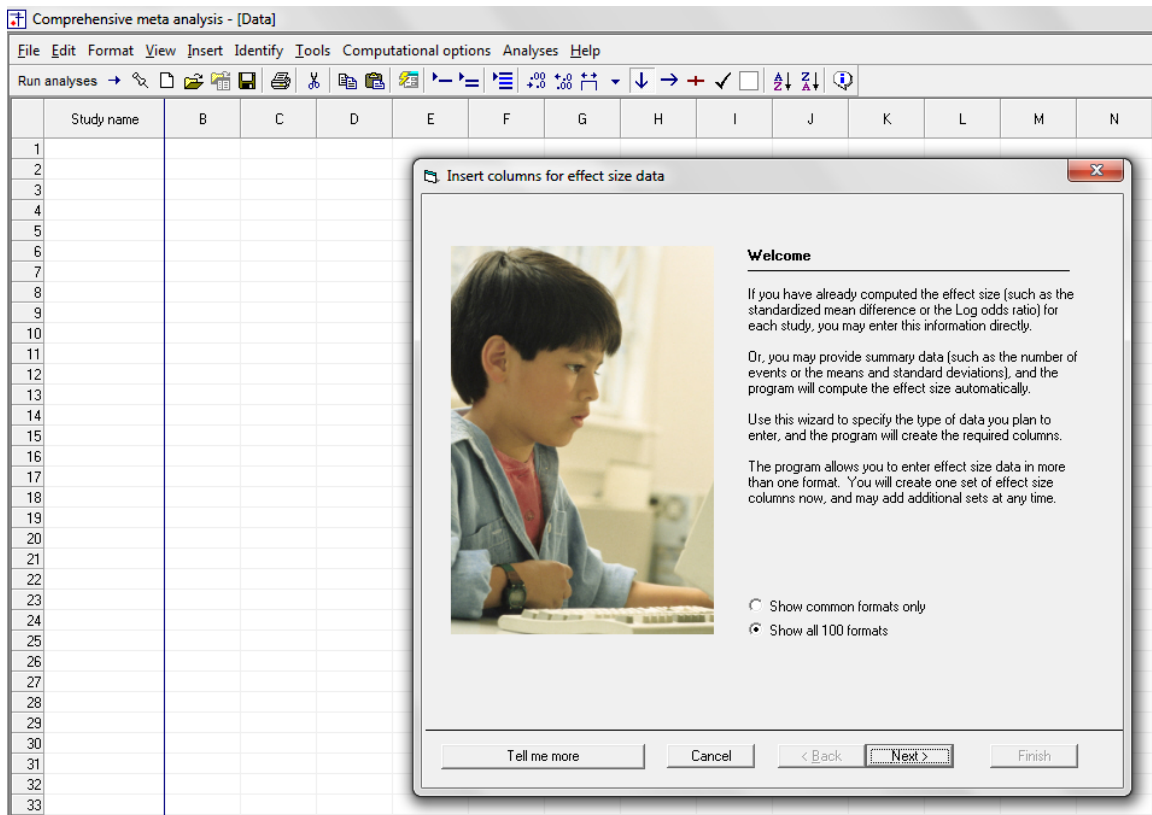 Comprehensive meta analysis - [Data]
File Edit Format View Insert Identify Tools Computational options Analyses Help
Run analyses
Study name B C D E F G H I J K L M N
1
2
3
4
5
6
7
8
9
10
11
12
13
14
15
16
17
18
19
20
21
22
23
24
25
26
27
28
29
30
31
32
33
Insert columns for effect size data
Welcome
If you have already computed the effect size (such as the
standardized mean difference or the Log odds ratio) for
each study, you may enter this information directly.
Or, you may provide summary data (such as the number of
events or the means and standard deviations), and the
program will compute the effect size automatically.
Use this wizard to specify the type of data you plan to
enter, and the program will create the required columns.
The program allows you to enter effect size data in more
than one format. You will create one set of effect size
columns now, and may add additional sets at any time.
Show common formats only
Show all 100 formats
Tell me more Cancel < Back Next > Finish